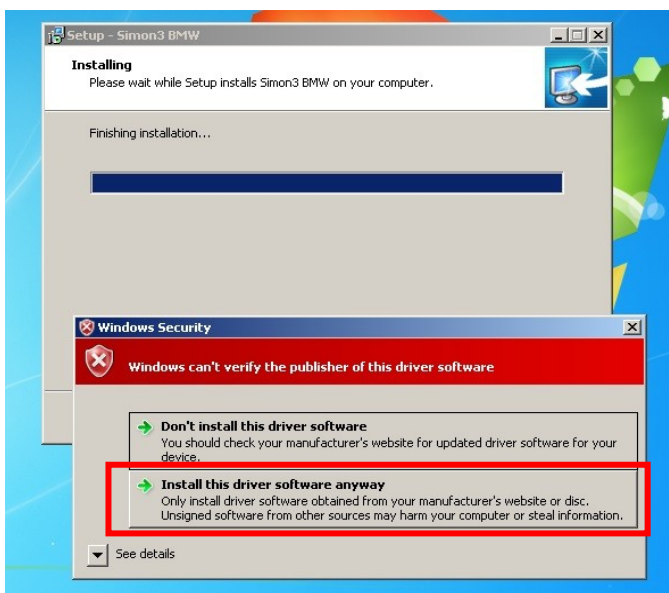 Setup - Simon3 BMW
Installing
Please wait while Setup installs Simon3 BMW on your computer.
Finishing installation...
Windows Security
Windows can't verify the publisher of this driver software
Don't install this driver software
You should check your manufacturer's website for updated driver software for your
device.
Install this driver software anyway
Only install driver software obtained from your manufacturer's website or disc.
Unsigned software from other sources may harm your computer or steal information.
See details